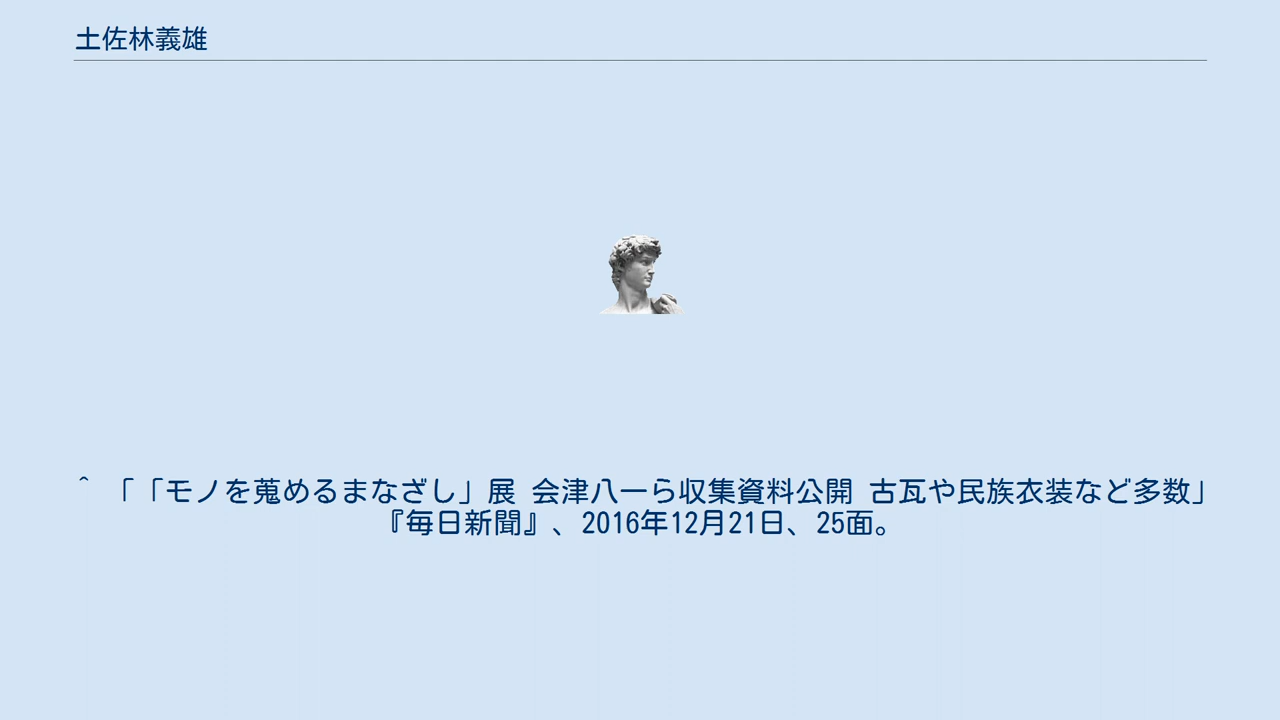 土佐林義雄
^ 「「モノを蒐めるまなざし」展 会津八一ら収集資料公開 古瓦や民族衣装など多数」
『毎日新聞』、2016年12月21日、25面。